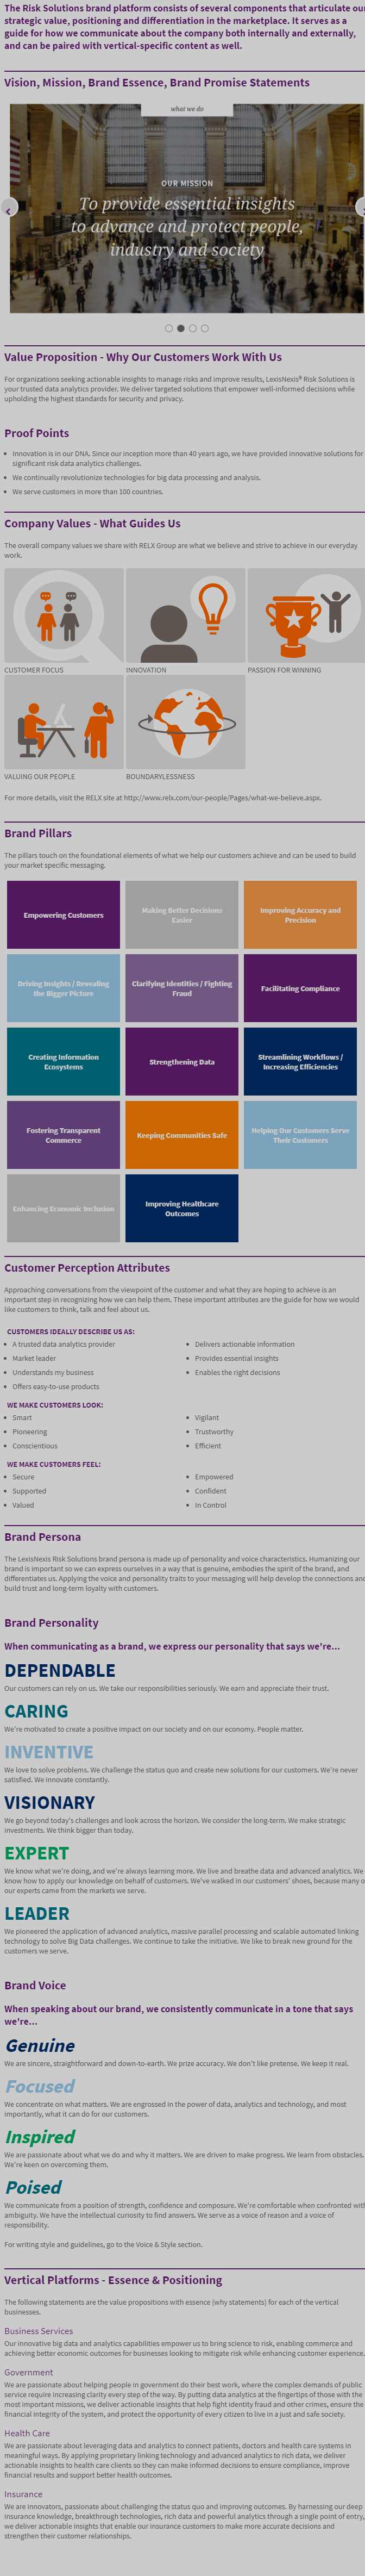 The Risk Solutions brand platform consists of several components that articulate our
strategic value, positioning and differentiation in the marketplace. It serves as a
guide for how we communicate about the company both internally and externally,
and can be paired with vertical-specific content as well.
Vision, Mission, Brand Essence, Brand Promise Statements
what we do
OUR MISSION
To provide essential insights
to advance and protect people,
industry and society
Value Proposition - Why Our Customers Work With Us
For organizations seeking actionable insights to manage risks and improve results, LexisNexis® Risk Solutions is
your trusted data analytics provider. We deliver targeted solutions that empower well-informed decisions while
upholding the highest standards for security and privacy.
Proof Points
• Innovation is in our DNA. Since our inception more than 40 years ago, we have provided innovative solutions for
significant risk data analytics challenges.
• We continually revolutionize technologies for big data processing and analysis.
• We serve customers in more than 100 countries.
Company Values - What Guides Us
The overall company values we share with RELX Group are what we believe and strive to achieve in our everyday
work.
CUSTOMER FOCUS
INNOVATION
PASSION FOR WINNING
VALUING OUR PEOPLE
BOUNDARYLESSNESS
For more details, visit the RELX site at http://www.relx.com/our-people/Pages/what-we-believe.aspx.
Brand Pillars
The pillars touch on the foundational elements of what we help our customers achieve and can be used to build
your market specific messaging.
Empowering Customers
Making Better Decisions
Easier
Improving Accuracy and
Precision
Driving Insights / Revealing
the Bigger Picture
Clarifying Identities / Fighting
Fraud
Facilitating Compliance
Creating Information
Ecosystems
Strengthening Data
Streamlining Workflows /
Increasing Efficiencies
Fostering Transparent
Commerce
Keeping Communities Safe
Helping Our Customers Serve
Their Customers
Enhancing Economic Inclusion
Improving Healthcare
Outcomes
Customer Perception Attributes
Approaching conversations from the viewpoint of the customer and what they are hoping to achieve is an
important step in recognizing how we can help them. These important attributes are the guide for how we would
like customers to think, talk and feel about us.
CUSTOMERS IDEALLY DESCRIBE US AS:
• A trusted data analytics provider
• Market leader
• Understands my business
• Offers easy-to-use products
• Delivers actionable information
• Provides essential insights
• Enables the right decisions
WE MAKE CUSTOMERS LOOK:
• Smart
• Pioneering
• Conscientious
• Vigilant
• Trustworthy
• Efficient
WE MAKE CUSTOMERS FEEL:
• Secure
• Supported
• Valued
• Empowered
• Confident
• In Control
Brand Persona
The LexisNexis Risk Solutions brand persona is made up of personality and voice characteristics. Humanizing our
brand is important so we can express ourselves in a way that is genuine, embodies the spirit of the brand, and
differentiates us. Applying the voice and personality traits to your messaging will help develop the connections and
build trust and long-term loyalty with customers.
Brand Personality
When communicating as a brand, we express our personality that says we're...
DEPENDABLE
Our customers can rely on us. We take our responsibilities seriously. We earn and appreciate their trust.
CARING
We're motivated to create a positive impact on our society and on our economy. People matter.
INVENTIVE
We love to solve problems. We challenge the status quo and create new solutions for our customers. We're never
satisfied. We innovate constantly.
VISIONARY
We go beyond today's challenges and look across the horizon. We consider the long-term. We make strategic
investments. We think bigger than today.
EXPERT
We know what we're doing, and we're always learning more. We live and breathe data and advanced analytics. We
know how to apply our knowledge on behalf of customers. We've walked in our customers' shoes, because many o
our experts came from the markets we serve.
LEADER
We pioneered the application of advanced analytics, massive parallel processing and scalable automated linking
technology to solve Big Data challenges. We continue to take the initiative. We like to break new ground for the
customers we serve.
Brand Voice
When speaking about our brand, we consistently communicate in a tone that says
we're...
Genuine
We are sincere, straightforward and down-to-earth. We prize accuracy. We don't like pretense. We keep it real.
Focused
We concentrate on what matters. We are engrossed in the power of data, analytics and technology, and most
importantly, what it can do for our customers.
Inspired
We are passionate about what we do and why it matters. We are driven to make progress. We learn from obstacles.
We're keen on overcoming them.
Poised
We communicate from a position of strength, confidence and composure. We're comfortable when confronted with
ambiguity. We have the intellectual curiosity to find answers. We serve as a voice of reason and a voice of
responsibility.
For writing style and guidelines, go to the Voice & Style section.
Vertical Platforms - Essence & Positioning
The following statements are the value propositions with essence (why statements) for each of the vertical
businesses.
Business Services
Our innovative big data and analytics capabilities empower us to bring science to risk, enabling commerce and
achieving better economic outcomes for businesses looking to mitigate risk while enhancing customer experience.
Government
We are passionate about helping people in government do their best work, where the complex demands of public
service require increasing clarity every step of the way. By putting data analytics at the fingertips of those with the
most important missions, we deliver actionable insights that help fight identity fraud and other crimes, ensure the
financial integrity of the system, and protect the opportunity of every citizen to live in a just and safe society.
Health Care
We are passionate about leveraging data and analytics to connect patients, doctors and health care systems in
meaningful ways. By applying proprietary linking technology and advanced analytics to rich data, we deliver
actionable insights to health care clients so they can make informed decisions to ensure compliance, improve
financial results and support better health outcomes.
Insurance
We are innovators, passionate about challenging the status quo and improving outcomes. By harnessing our deep
insurance knowledge, breakthrough technologies, rich data and powerful analytics through a single point of entry,
we deliver actionable insights that enable our insurance customers to make more accurate decisions and
strengthen their customer relationships.